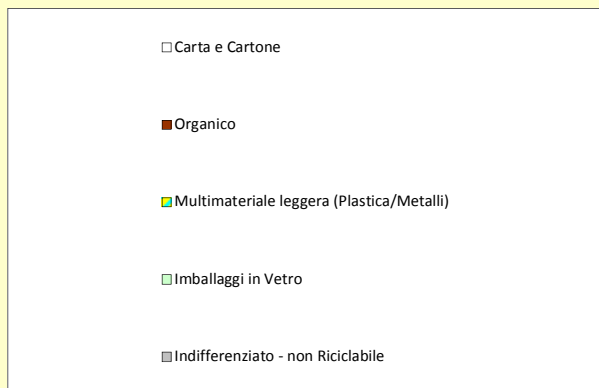 Carta e Cartone
Organico
Multimateriale leggera (Plastica/Metalli)
Imballaggi in Vetro
Indifferenziato - non Riciclabile